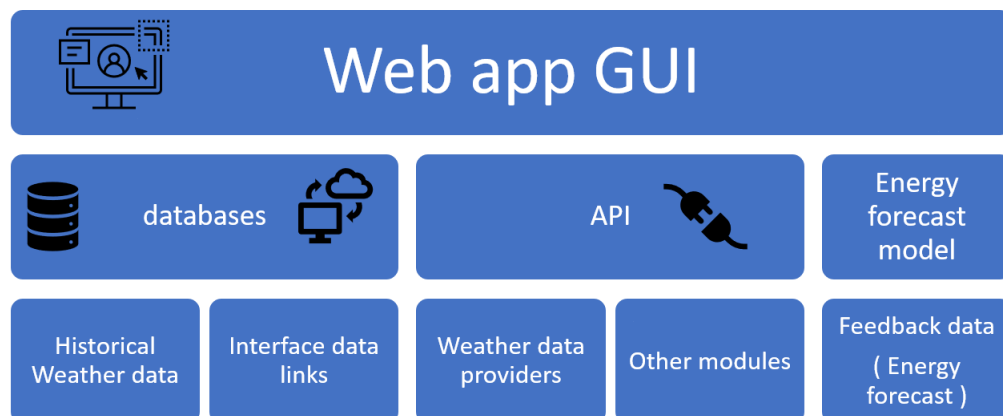 Web app GUI
databases
API
Energy
forecast
model
Historical
Weather data
Interface data
links
Weather data
providers
Other modules
Feedback data
( Energy
forecast )